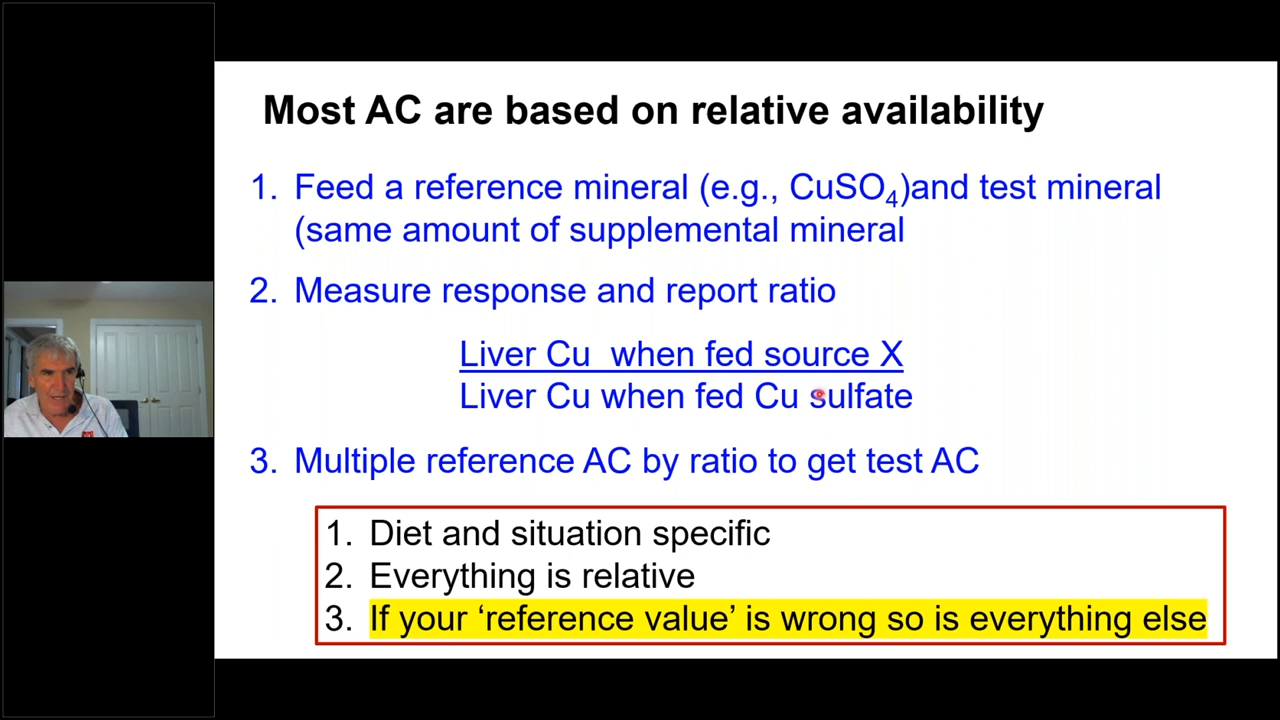 Most AC are based on relative availability
1. Feed a reference mineral (e.g., CuSO4)and test mineral
(same amount of supplemental mineral
2. Measure response and report ratio
Liver Cu when fed source X
Liver Cu when fed Cu sulfate
3. Multiple reference AC by ratio to get test AC
1. Diet and situation specific
2. Everything is relative
3. If your ‘reference value’ is wrong so is everything else